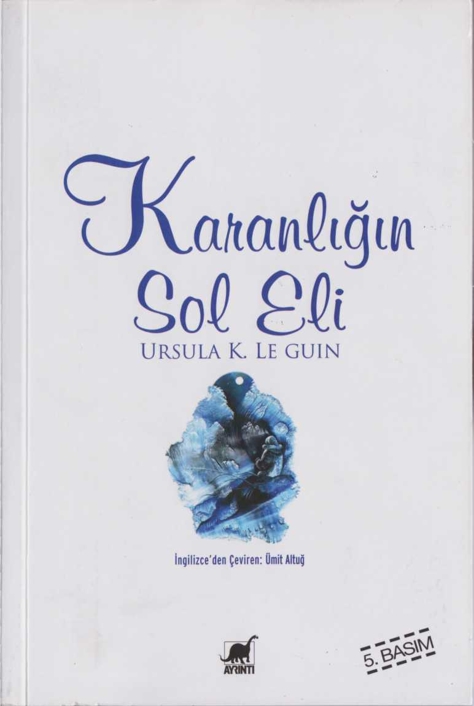 Karanlığın
Sol Eli
URSULA K. LE GUIN
İngilizce'den Çeviren: Ümit Altuğ
AYRINTI
5. BASIM